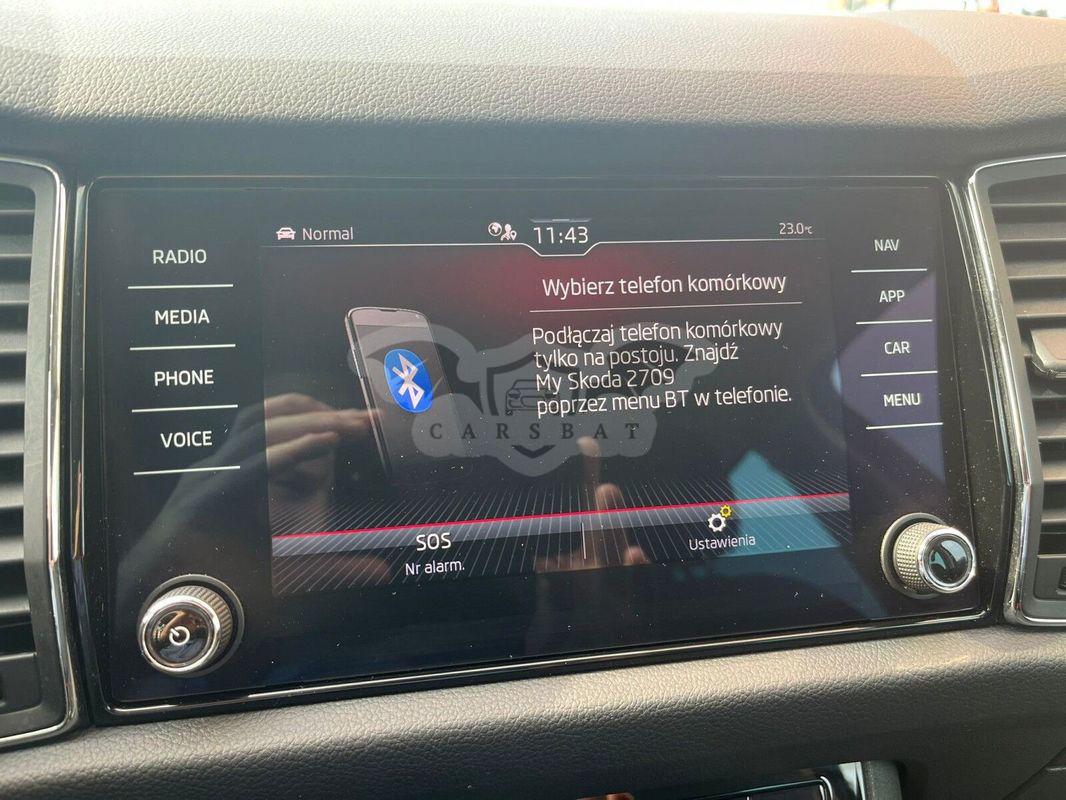 Normal
11:43
23.0°C
RADIO
MEDIA
PHONE
VOICE
Wybierz telefon komórkowy
Podłączaj telefon komórkowy
tylko na postoju. Znajdź
My Skoda 2709
poprzez menu BT w telefonie.
CARSBAT
NAV
APP
CAR
MENU
SOS
Nr alarm.
Ustawienia